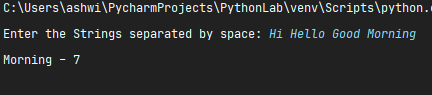 C:\Users\ashwi\PycharmProjects\PythonLab\venv\Scripts\python.
Enter the Strings separated by space: Hi Hello Good Morning
Morning - 7